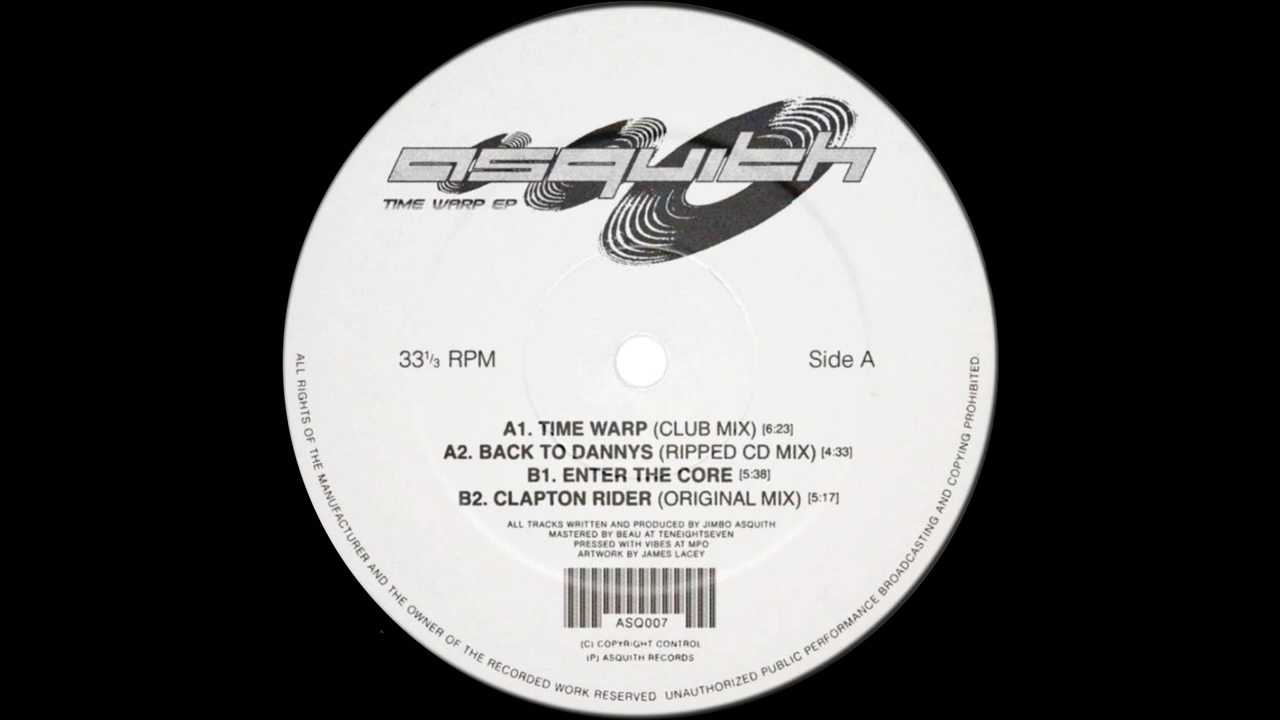 asquith
TIME WARP EP
33⅓ RPM
Side A
A1. TIME WARP (CLUB MIX) [6:23]
A2. BACK TO DANNYS (RIPPED CD MIX) [4:33]
B1. ENTER THE CORE [5:38]
B2. CLAPTON RIDER (ORIGINAL MIX) [5:17]
ALL TRACKS WRITTEN AND PRODUCED BY JIMBO ASQUITH
MASTERED BY BEAU AT TENEIGHTSEVEN
PRESSED WITH VIBES AT MPO
ARTWORK BY JAMES LACEY
ASQ007
(C) COPYRIGHT CONTROL
(P) ASQUITH RECORDS
ALL RIGHTS OF THE MANUFACTURER AND THE OWNER OF THE RECORDED WORK RESERVED UNAUTHORIZED PUBLIC PERFORMANCE BROADCASTING AND COPYING PROHIBITED.